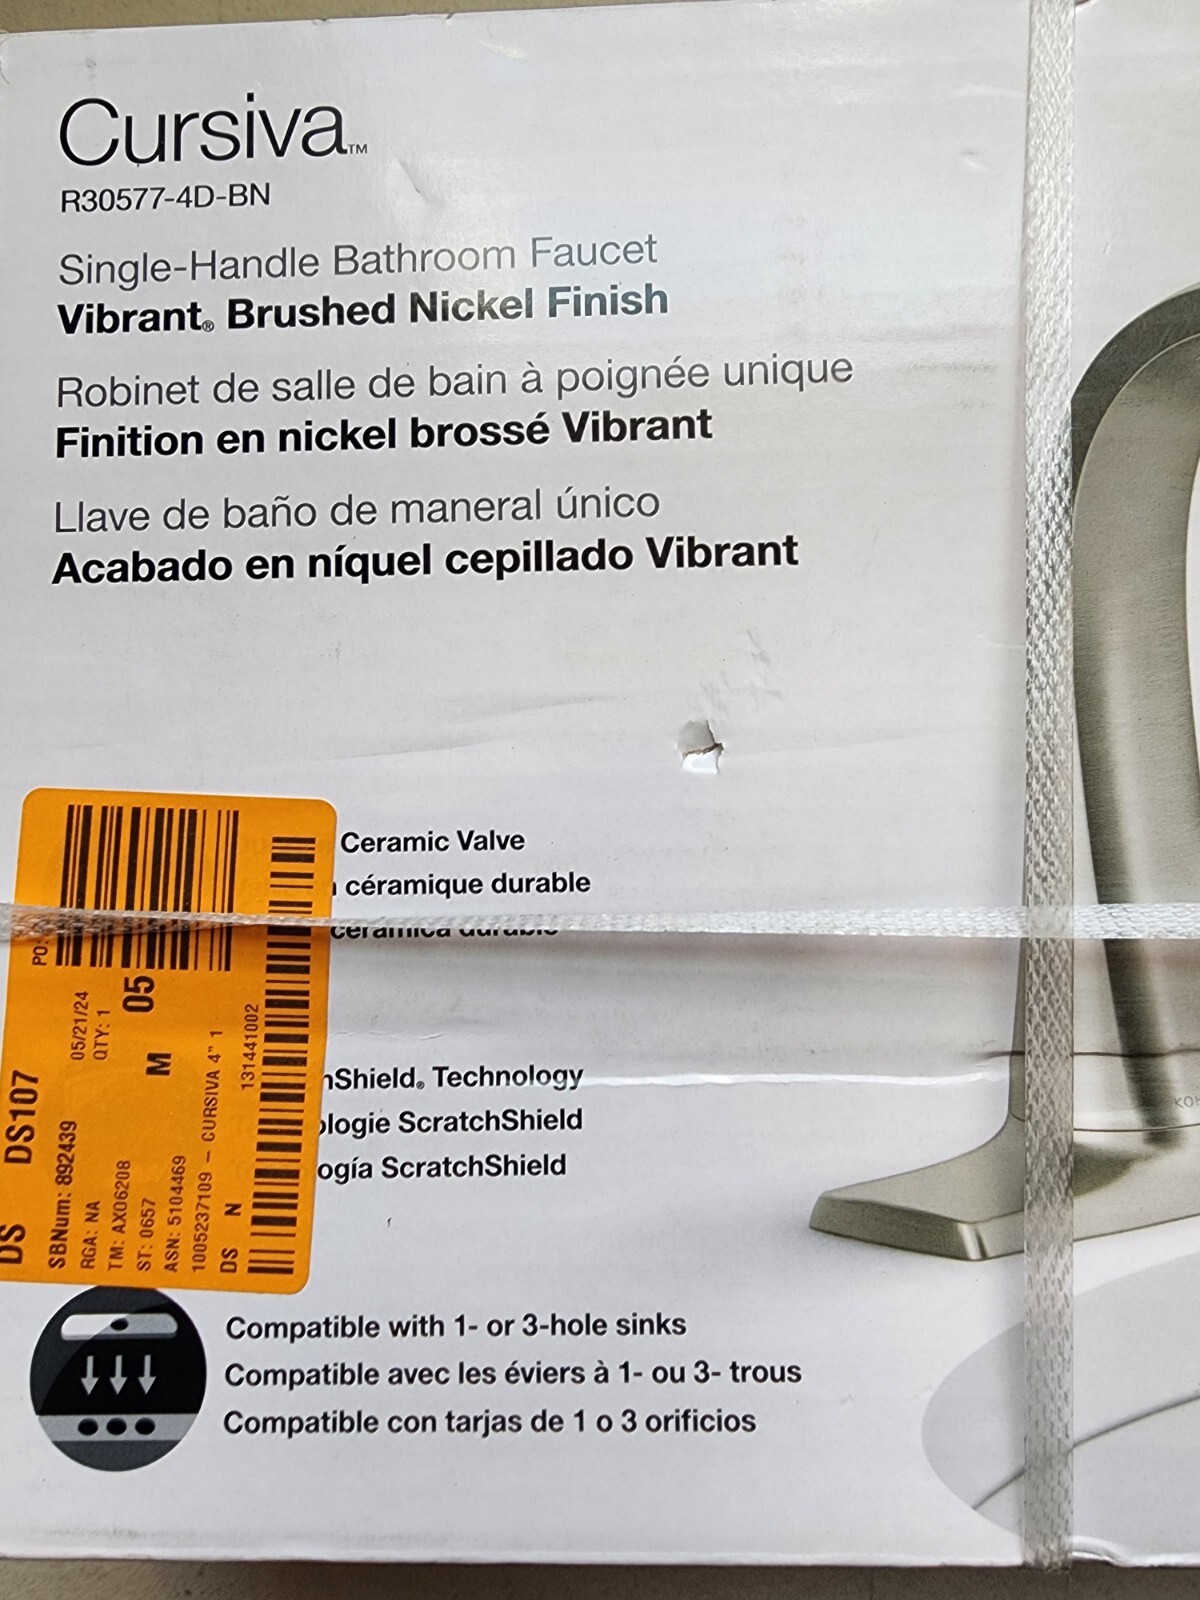 Cursiva™
R30577-4D-BN
Single-Handle Bathroom Faucet
Vibrant® Brushed Nickel Finish
Robinet de salle de bain à poignée unique
Finition en nickel brossé Vibrant
Llave de baño de maneral único
Acabado en níquel cepillado Vibrant
Ceramic Valve
céramique durable
cerámica durable
Shield® Technology
ScratchShield
ScratchShield
Compatible with 1- or 3-hole sinks
Compatible avec les éviers à 1- ou 3- trous
Compatible con tarjas de 1 o 3 orificios
DS DS107
SBNum: 892439
RGA: NA 05/21/24
TM: AX06208 QTY: 1
ST: 0657 M 05
ASN: 5104469
1005237109 – CURSIVA 4" 1
DS N 131441002
PO: